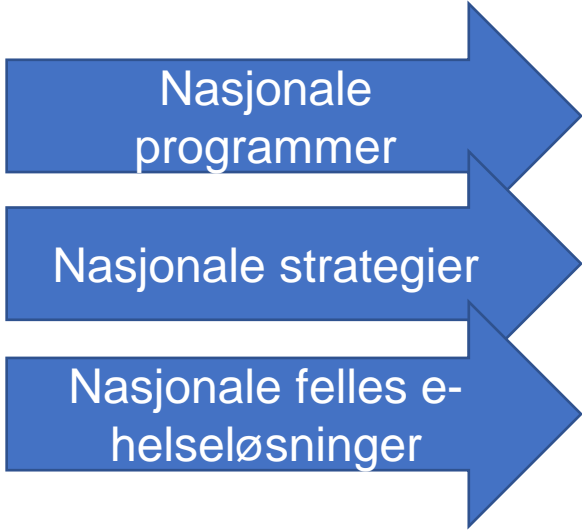 Nasjonale
programmer
Nasjonale strategier
Nasjonale felles e-
helseløsninger